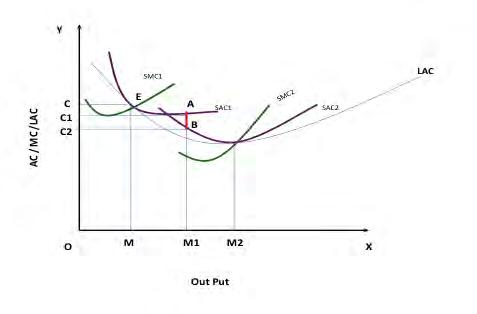 Y
LAC
SMC1
SMC2
E
A
C
SAC1
SAC2
C1
B
C2
AC/MC/LAC
O
M
M1
M2
X
Out Put